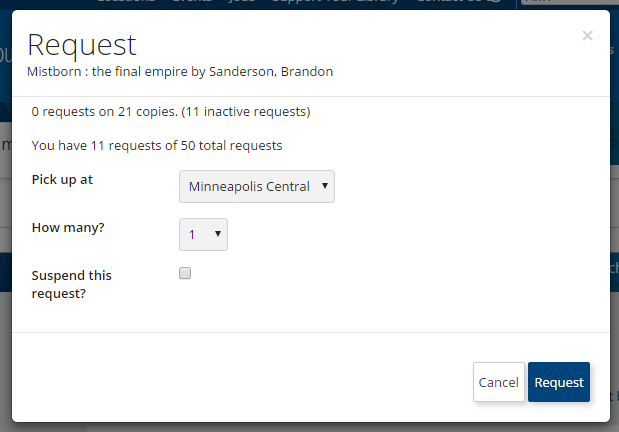 Request
×
Mistborn : the final empire by Sanderson, Brandon
0 requests on 21 copies. (11 inactive requests)
You have 11 requests of 50 total requests
Pick up at
Minneapolis Central
How many?
1
Suspend this
request?
Cancel
Request